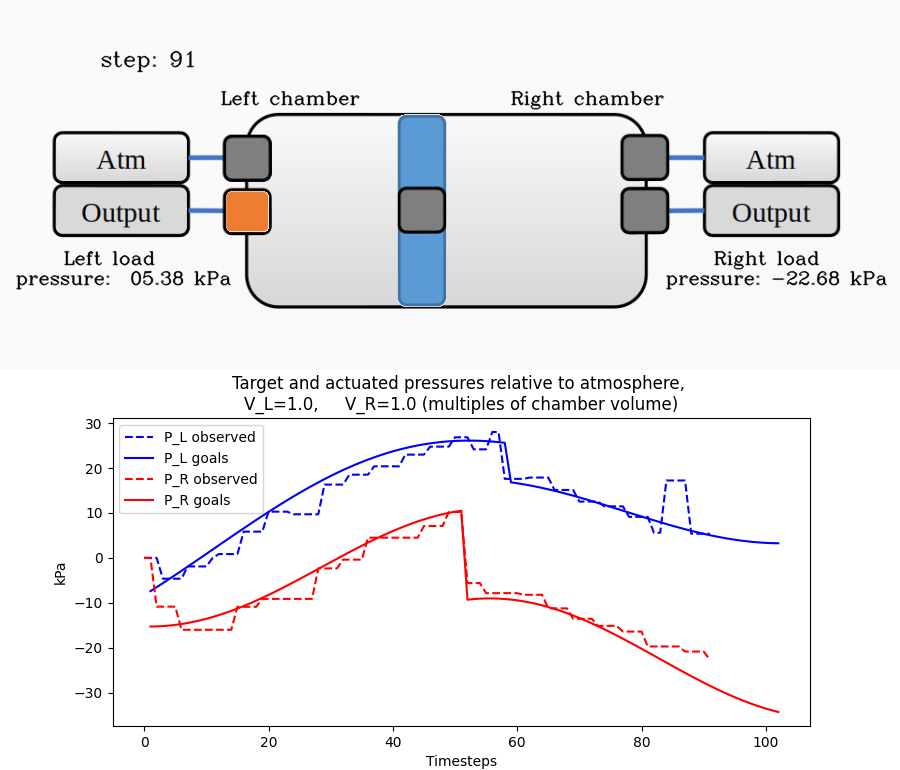 step: 91
Left chamber
Right chamber
Atm
Atm
Output
Output
Left load
pressure: 05.38 kPa
Right load
pressure: −22.68 kPa
Target and actuated pressures relative to atmosphere,
V_L=1.0, V_R=1.0 (multiples of chamber volume)
P_L observed
P_L goals
P_R observed
P_R goals
30
20
10
0
−10
−20
−30
kPa
0 20 40 60 80 100
Timesteps